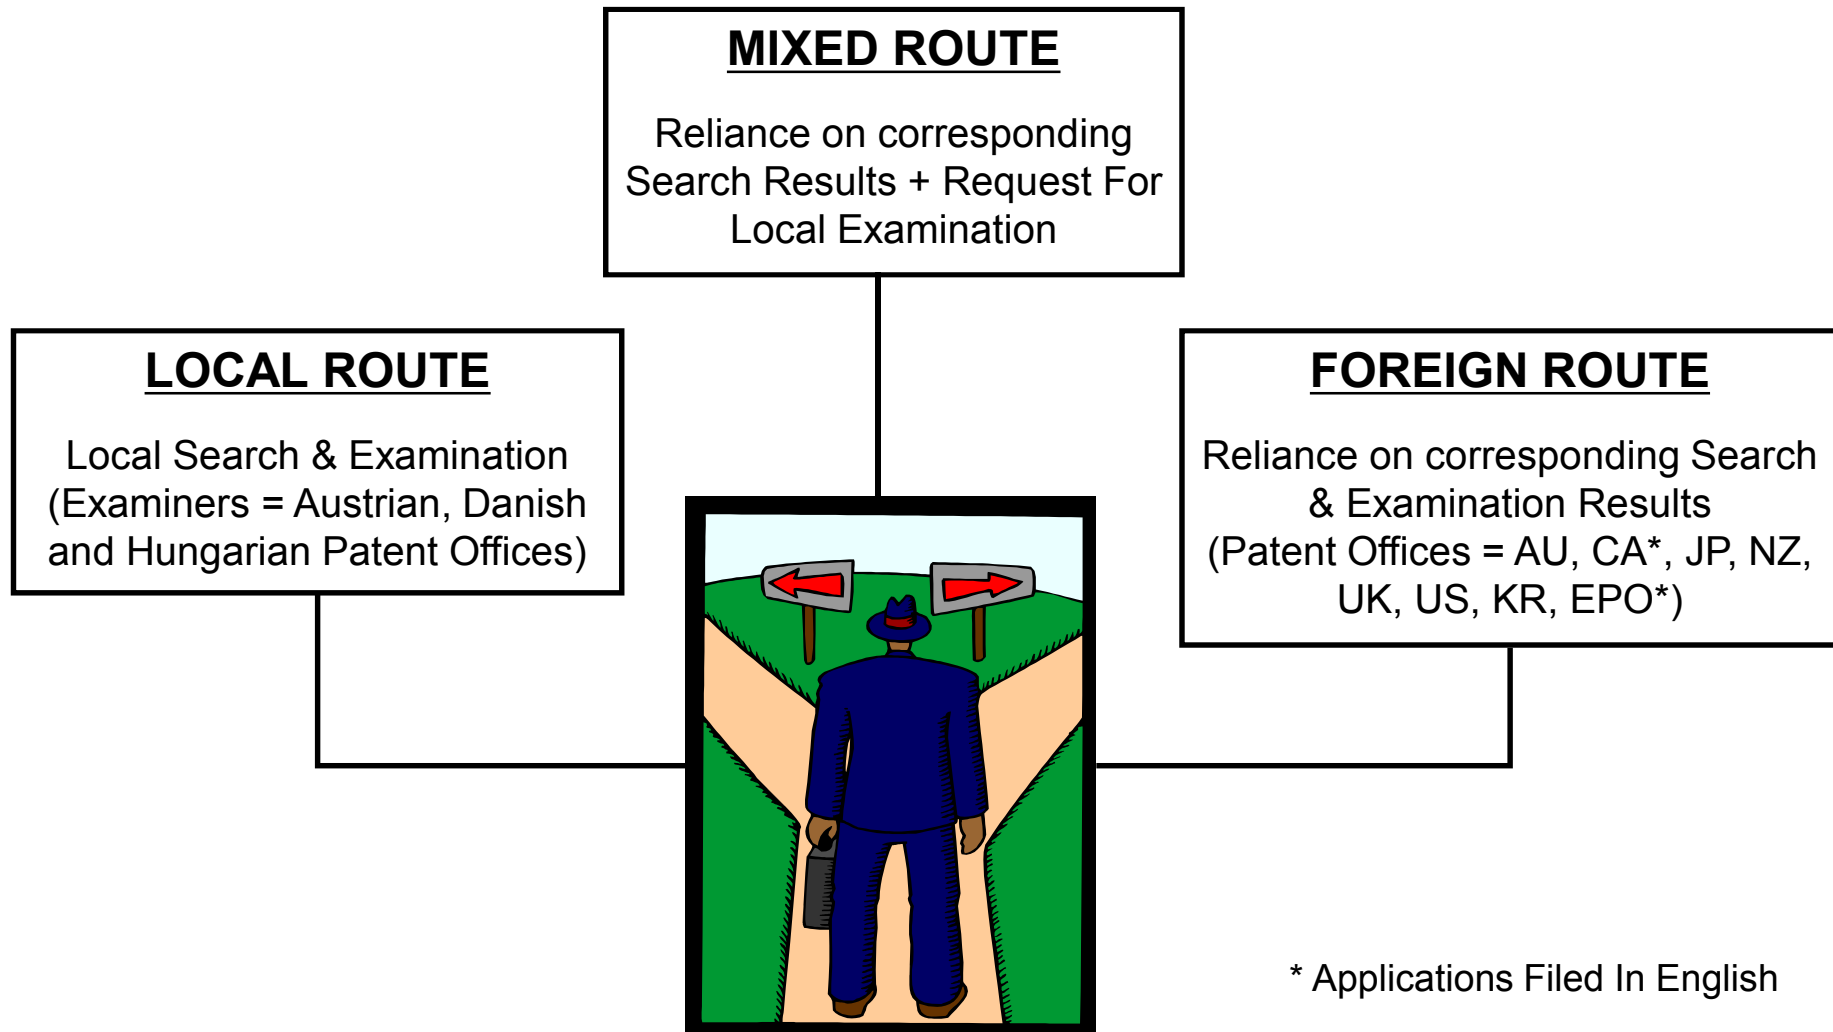 MIXED ROUTE
Reliance on corresponding
Search Results + Request For
Local Examination
LOCAL ROUTE
Local Search & Examination
(Examiners = Austrian, Danish
and Hungarian Patent Offices)
FOREIGN ROUTE
Reliance on corresponding Search
& Examination Results
(Patent Offices = AU, CA*, JP, NZ,
UK, US, KR, EPO*)
* Applications Filed In English